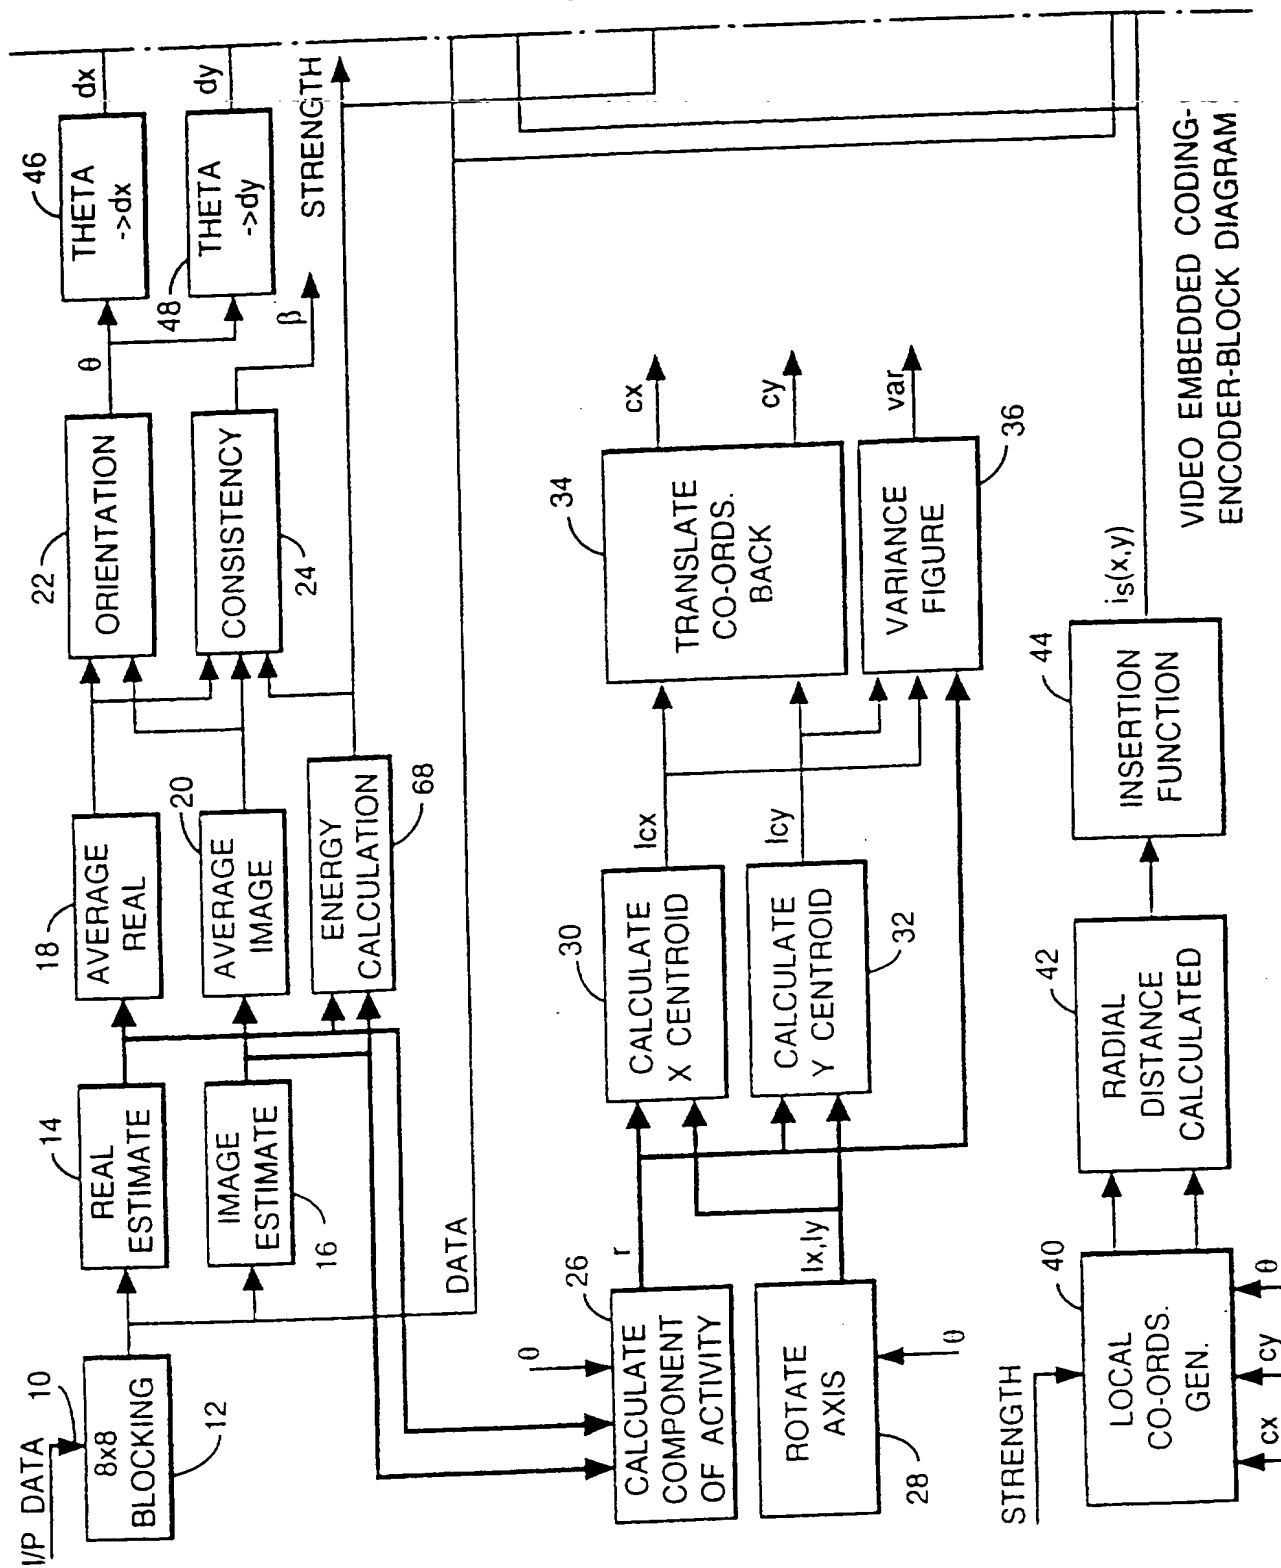 I/P DATA
10
8x8
BLOCKING
12
14
REAL
ESTIMATE
IMAGE
ESTIMATE
16
DATA
18
AVERAGE
REAL
20
AVERAGE
IMAGE
ENERGY
CALCULATION
68
22
ORIENTATION
CONSISTENCY
24
θ
β
46
THETA
->dx
48
THETA
->dy
dx
dy
STRENGTH
26
θ
CALCULATE
COMPONENT
OF ACTIVITY
r
ROTATE
AXIS
28
θ
lx,ly
30
CALCULATE
X CENTROID
CALCULATE
Y CENTROID
32
lcx
lcy
34
TRANSLATE
CO-ORDS.
BACK
VARIANCE
FIGURE
36
cx
cy
var
STRENGTH
40
LOCAL
CO-ORDS.
GEN.
cx
cy
θ
42
RADIAL
DISTANCE
CALCULATED
44
INSERTION
FUNCTION
is(x,y)
VIDEO EMBEDDED CODING-
ENCODER-BLOCK DIAGRAM